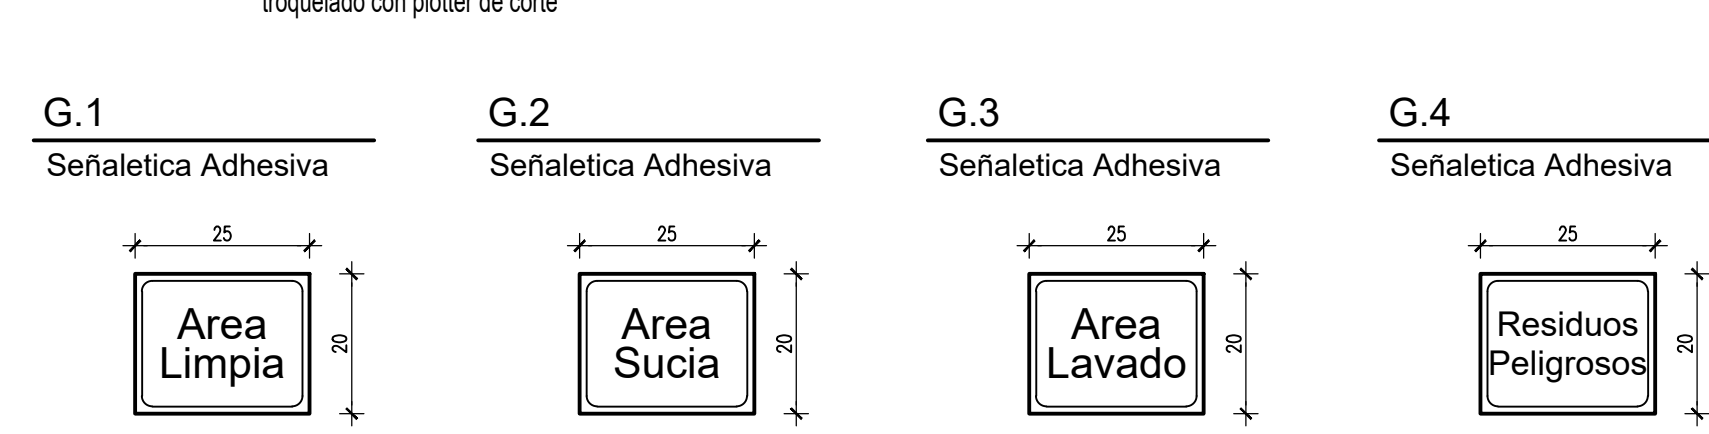 troquelado con plotter de corte
G.1
Señaletica Adhesiva
25
Area
Limpia
20
G.2
Señaletica Adhesiva
25
Area
Sucia
20
G.3
Señaletica Adhesiva
25
Area
Lavado
20
G.4
Señaletica Adhesiva
25
Residuos
Peligrosos
20